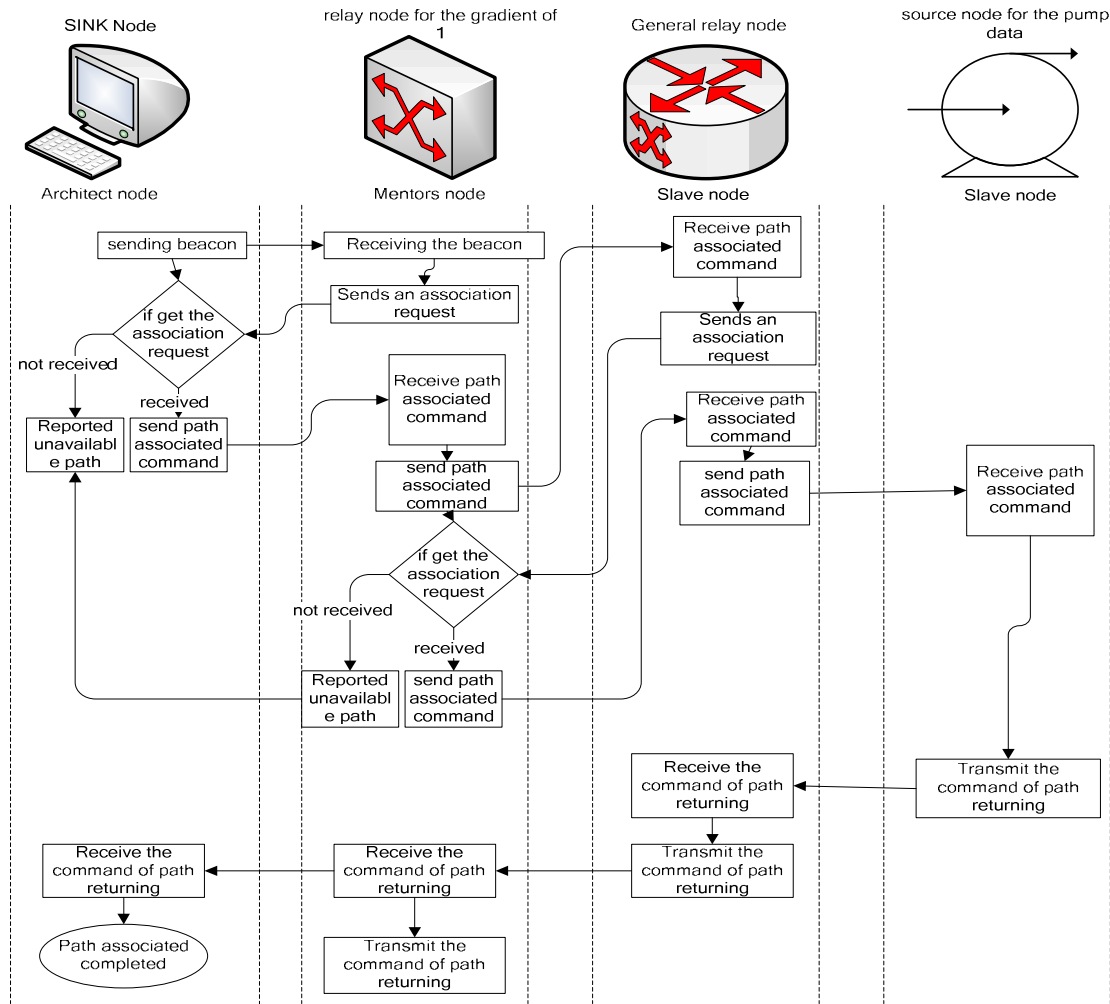 SINK Node
relay node for the gradient of
1
General relay node
source node for the pump
data
Architect node
Mentors node
Slave node
Slave node
sending beacon
Receiving the beacon
Receive path
associated
command
Sends an association
request
if get the
association
request
Sends an
association
request
not received
received
Receive path
associated
command
Reported
unavailabl
e path
send path
associated
command
Receive path
associated
command
send path
associated
command
send path
associated
command
Receive path
associated
command
if get the
association
request
not received
received
Reported
unavailabl
e path
send path
associated
command
Receive the
command of path
returning
Transmit the
command of path
returning
Receive the
command of path
returning
Receive the
command of path
returning
Transmit the
command of path
returning
Path associated
completed
Transmit the
command of path
returning